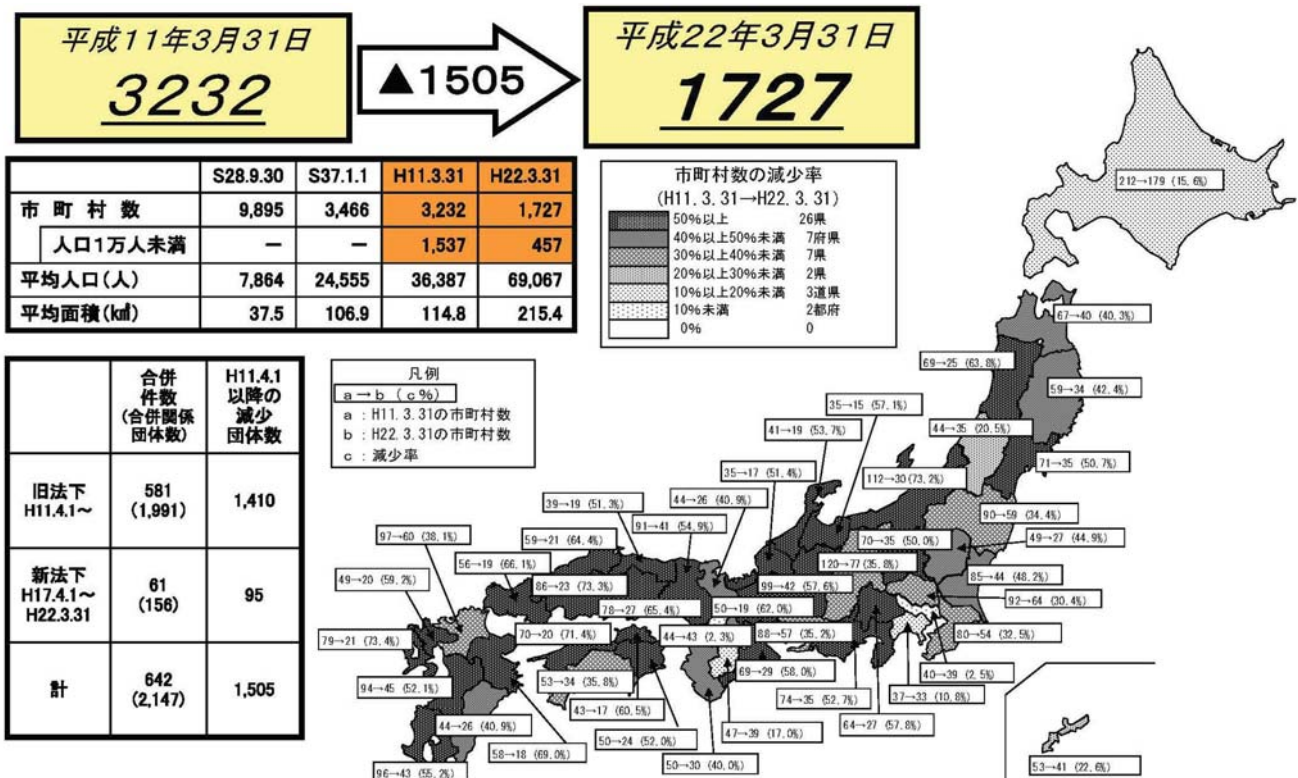 平成11年3月31日
3232
▲1505
平成22年3月31日
1727
S28.9.30 S37.1.1 H11.3.31 H22.3.31
市町村数 9,895 3,466 3,232 1,727
人口1万人未満 － － 1,537 457
平均人口(人) 7,864 24,555 36,387 69,067
平均面積(k㎡) 37.5 106.9 114.8 215.4
市町村数の減少率
(H11.3.31→H22.3.31)
50%以上 26県
40%以上50%未満 7府県
30%以上40%未満 7県
20%以上30%未満 2県
10%以上20%未満 3道県
10%未満 2都府
0% 0
合併件数(合併関係団体数) H11.4.1以降の減少団体数
旧法下 H11.4.1～ 581 (1,991) 1,410
新法下 H17.4.1～H22.3.31 61 (156) 95
計 642 (2,147) 1,505
凡例
a→b (c%)
a：H11.3.31の市町村数
b：H22.3.31の市町村数
c：減少率
212→179 (15.6%)
67→40 (40.3%)
69→25 (63.8%)
59→34 (42.4%)
35→15 (57.1%)
41→19 (53.7%)
44→35 (20.5%)
71→35 (50.7%)
35→17 (51.4%)
112→30 (73.2%)
39→19 (51.3%)
44→26 (40.9%)
90→59 (34.4%)
91→41 (54.9%)
97→60 (38.1%)
59→21 (64.4%)
70→35 (50.0%)
49→27 (44.9%)
56→19 (66.1%)
120→77 (35.8%)
49→20 (59.2%)
86→23 (73.3%)
99→42 (57.6%)
85→44 (48.2%)
78→27 (65.4%)
50→19 (62.0%)
92→64 (30.4%)
79→21 (73.4%)
70→20 (71.4%)
44→43 (2.3%)
88→57 (35.2%)
80→54 (32.5%)
69→29 (58.0%)
40→39 (2.5%)
94→45 (52.1%)
53→34 (35.8%)
74→35 (52.7%)
37→33 (10.8%)
43→17 (60.5%)
44→26 (40.9%)
47→39 (17.0%)
64→27 (57.8%)
58→18 (69.0%)
50→24 (52.0%)
50→30 (40.0%)
96→43 (55.2%)
53→41 (22.6%)